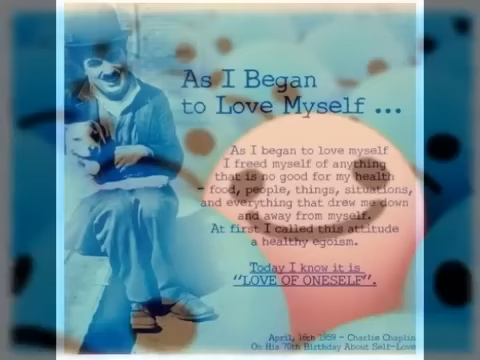 As I Began
to Love Myself ...
As I began to love myself
I freed myself of anything
that is no good for my health
- food, people, things, situations,
and everything that drew me down
and away from myself.
At first I called this attitude
a healthy egoism.
Today I know it is
“LOVE OF ONESELF”.
April, 16th 1959 - Charlie Chaplin
On His 70th Birthday About Self-Love